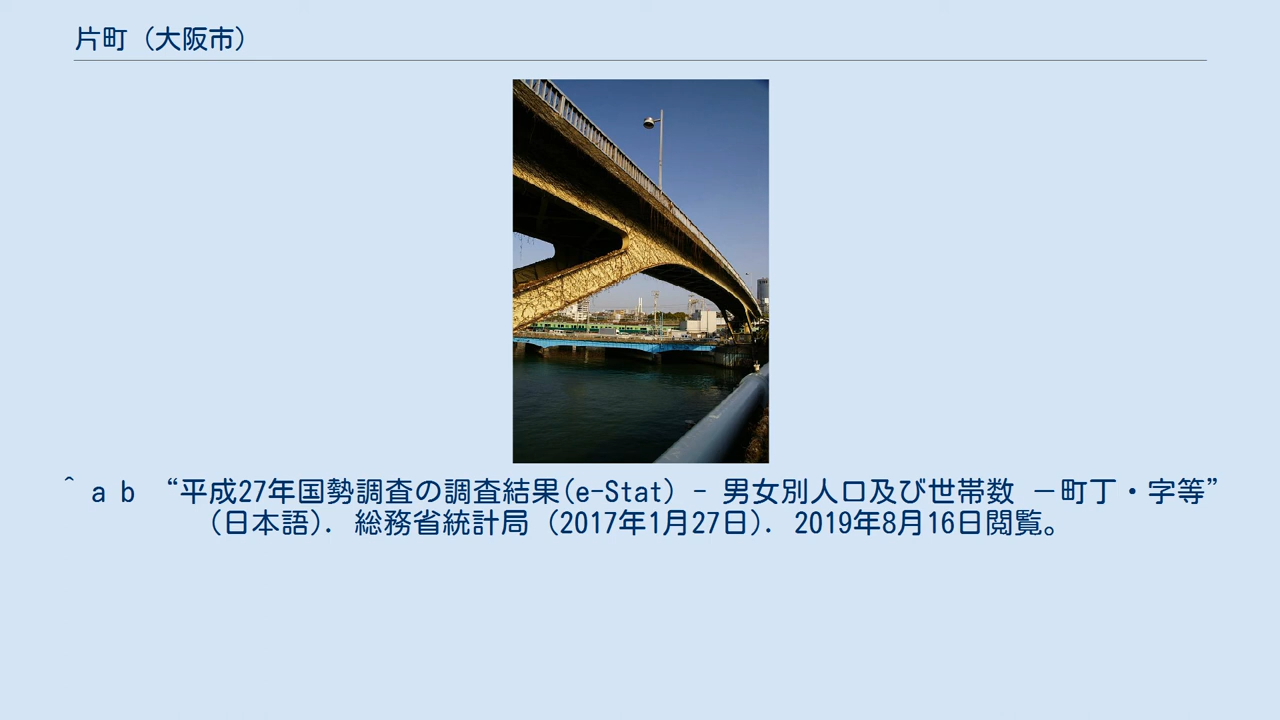 片町（大阪市）
^ a b “平成27年国勢調査の調査結果(e-Stat) - 男女別人口及び世帯数 －町丁・字等”
(日本語). 総務省統計局 (2017年1月27日). 2019年8月16日閲覧。